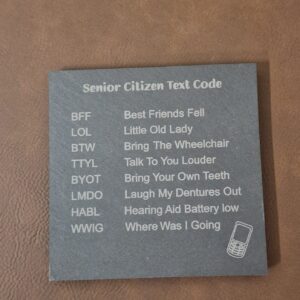 Senior Citizen Text Code
BFF Best Friends Fell
LOL Little Old Lady
BTW Bring The Wheelchair
TTYL Talk To You Louder
BYOT Bring Your Own Teeth
LMDO Laugh My Dentures Out
HABL Hearing Aid Battery low
WWIG Where Was I Going